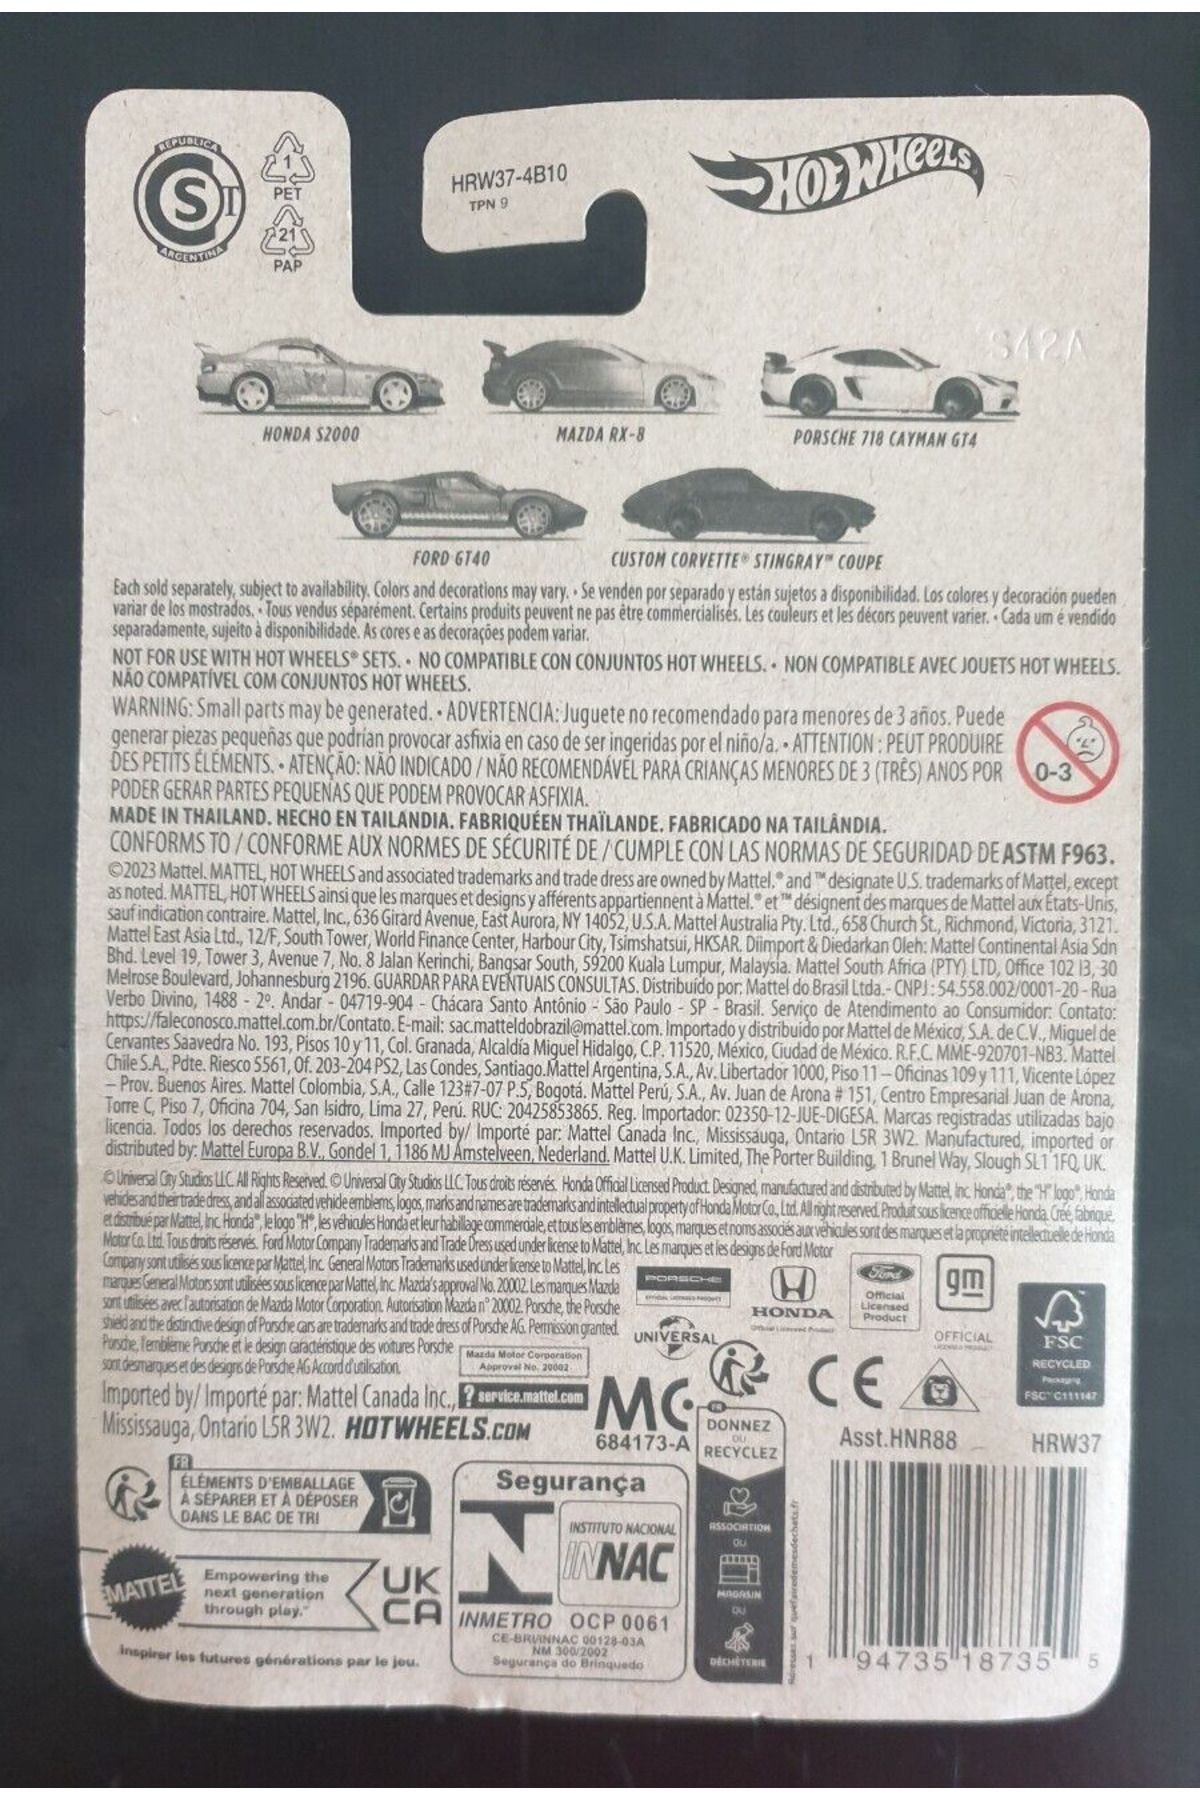 REPUBLICA
ARGENTINA
1
PET
21
PAP
HRW37-4B10
TPN 9
HOT WHEELS
S42A
HONDA S2000
MAZDA RX-8
PORSCHE 718 CAYMAN GT4
FORD GT40
CUSTOM CORVETTE® STINGRAY™ COUPE
Each sold separately, subject to availability. Colors and decorations may vary. • Se venden por separado y están sujetos a disponibilidad. Los colores y decoración pueden
variar de los mostrados. • Tous vendus séparément. Certains produits peuvent ne pas être commercialisés. Les couleurs et les décors peuvent varier. • Cada um é vendido
separadamente, sujeito à disponibilidade. As cores e as decorações podem variar.
NOT FOR USE WITH HOT WHEELS® SETS. • NO COMPATIBLE CON CONJUNTOS HOT WHEELS. • NON COMPATIBLE AVEC JOUETS HOT WHEELS.
NÃO COMPATÍVEL COM CONJUNTOS HOT WHEELS.
WARNING: Small parts may be generated. • ADVERTENCIA: Juguete no recomendado para menores de 3 años. Puede
generar piezas pequeñas que podrían provocar asfixia en caso de ser ingeridas por el niño/a. • ATTENTION : PEUT PRODUIRE
DES PETITS ÉLÉMENTS. • ATENÇÃO: NÃO INDICADO / NÃO RECOMENDÁVEL PARA CRIANÇAS MENORES DE 3 (TRÊS) ANOS POR
PODER GERAR PARTES PEQUENAS QUE PODEM PROVOCAR ASFIXIA.
0-3
MADE IN THAILAND. HECHO EN TAILANDIA. FABRIQUÉ EN THAÏLANDE. FABRICADO NA TAILÂNDIA.
CONFORMS TO / CONFORME AUX NORMES DE SÉCURITÉ DE / CUMPLE CON LAS NORMAS DE SEGURIDAD DE ASTM F963.
©2023 Mattel. MATTEL, HOT WHEELS and associated trademarks and trade dress are owned by Mattel.® and ™ designate U.S. trademarks of Mattel, except
as noted. MATTEL, HOT WHEELS ainsi que les marques et designs y afférents appartiennent à Mattel.® et ™ désignent des marques de Mattel aux États-Unis,
sauf indication contraire. Mattel, Inc., 636 Girard Avenue, East Aurora, NY 14052, U.S.A. Mattel Australia Pty. Ltd., 658 Church St., Richmond, Victoria, 3121.
Mattel East Asia Ltd., 12/F, South Tower, World Finance Center, Harbour City, Tsimshatsui, HKSAR. Diimport & Diedarkan Oleh: Mattel Continental Asia Sdn
Bhd. Level 19, Tower 3, Avenue 7, No. 8 Jalan Kerinchi, Bangsar South, 59200 Kuala Lumpur, Malaysia. Mattel South Africa (PTY) LTD, Office 102 I3, 30
Melrose Boulevard, Johannesburg 2196. GUARDAR PARA EVENTUAIS CONSULTAS. Distribuído por: Mattel do Brasil Ltda.- CNPJ : 54.558.002/0001-20 - Rua
Verbo Divino, 1488 - 2º. Andar - 04719-904 - Chácara Santo Antônio - São Paulo - SP - Brasil. Serviço de Atendimento ao Consumidor: Contato:
https://faleconosco.mattel.com.br/Contato. E-mail: sac.matteldobrazil@mattel.com. Importado y distribuido por Mattel de México, S.A. de C.V., Miguel de
Cervantes Saavedra No. 193, Pisos 10 y 11, Col. Granada, Alcaldía Miguel Hidalgo, C.P. 11520, México, Ciudad de México. R.F.C. MME-920701-NB3. Mattel
Chile S.A., Pdte. Riesco 5561, Of. 203-204 PS2, Las Condes, Santiago.Mattel Argentina, S.A., Av. Libertador 1000, Piso 11 – Oficinas 109 y 111, Vicente López
– Prov. Buenos Aires. Mattel Colombia, S.A., Calle 123#7-07 P.5, Bogotá. Mattel Perú, S.A., Av. Juan de Arona # 151, Centro Empresarial Juan de Arona,
Torre C, Piso 7, Oficina 704, San Isidro, Lima 27, Perú. RUC: 20425853865. Reg. Importador: 02350-12-JUE-DIGESA. Marcas registradas utilizadas bajo
licencia. Todos los derechos reservados. Imported by/ Importé par: Mattel Canada Inc., Mississauga, Ontario L5R 3W2. Manufactured, imported or
distributed by: Mattel Europa B.V., Gondel 1, 1186 MJ Amstelveen, Nederland. Mattel U.K. Limited, The Porter Building, 1 Brunel Way, Slough SL1 1FQ, UK.
© Universal City Studios LLC. All Rights Reserved. © Universal City Studios LLC. Tous droits réservés. Honda Official Licensed Product. Designed, manufactured and distributed by Mattel, Inc. Honda®, the "H" logo®, Honda
vehicles and their trade dress, and all associated vehicle emblems, logos, marks and names are trademarks and intellectual property of Honda Motor Co., Ltd. All right reserved. Produit sous licence officielle Honda. Créé, fabriqué,
et distribué par Mattel, Inc. Honda®, le logo "H"®, les véhicules Honda et leur habillage commerciale, et tous les emblèmes, logos, marques et noms associés aux véhicules sont des marques et la propriété intellectuelle de Honda
Motor Co. Ltd. Tous droits réservés. Ford Motor Company Trademarks and Trade Dress used under license to Mattel, Inc. Les marques et les designs de Ford Motor
Company sont utilisés sous licence par Mattel, Inc. General Motors Trademarks used under license to Mattel, Inc. Les
marques General Motors sont utilisées sous licence par Mattel, Inc. Mazda's approval No. 20002. Les marques Mazda
sont utilisées avec l'autorisation de Mazda Motor Corporation. Autorisation Mazda n° 20002. Porsche, the Porsche
shield and the distinctive design of Porsche cars are trademarks and trade dress of Porsche AG. Permission granted.
Porsche, l'emblème Porsche et le design caractéristique des voitures Porsche
sont des marques et des designs de Porsche AG Accord d'utilisation.
Mazda Motor Corporation
Approval No. 20002
PORSCHE
OFFICIAL LICENSED PRODUCT
HONDA
Official Licensed Product
Ford
Official
Licensed
Product
gm
OFFICIAL
LICENSED PRODUCT
UNIVERSAL
FSC
RECYCLED
Packaging
FSC™ C111147
CE
Imported by/ Importé par: Mattel Canada Inc.,
Mississauga, Ontario L5R 3W2. HOTWHEELS.COM
? service.mattel.com
MC
684173-A
FR
DONNEZ
OU
RECYCLEZ
ASSOCIATION
OU
MAGASIN
OU
DÉCHÈTERIE
Adresses sur quefairedemesdechets.fr
Asst.HNR88
HRW37
FR
ÉLÉMENTS D'EMBALLAGE
À SÉPARER ET À DÉPOSER
DANS LE BAC DE TRI
MATTEL
Empowering the
next generation
through play.™
Inspirer les futures générations par le jeu.
UK
CA
Segurança
INSTITUTO NACIONAL
INNAC
INMETRO OCP 0061
CE-BRI/INNAC 00128-03A
NM 300/2002
Segurança do Brinquedo
1 94735 18735 5